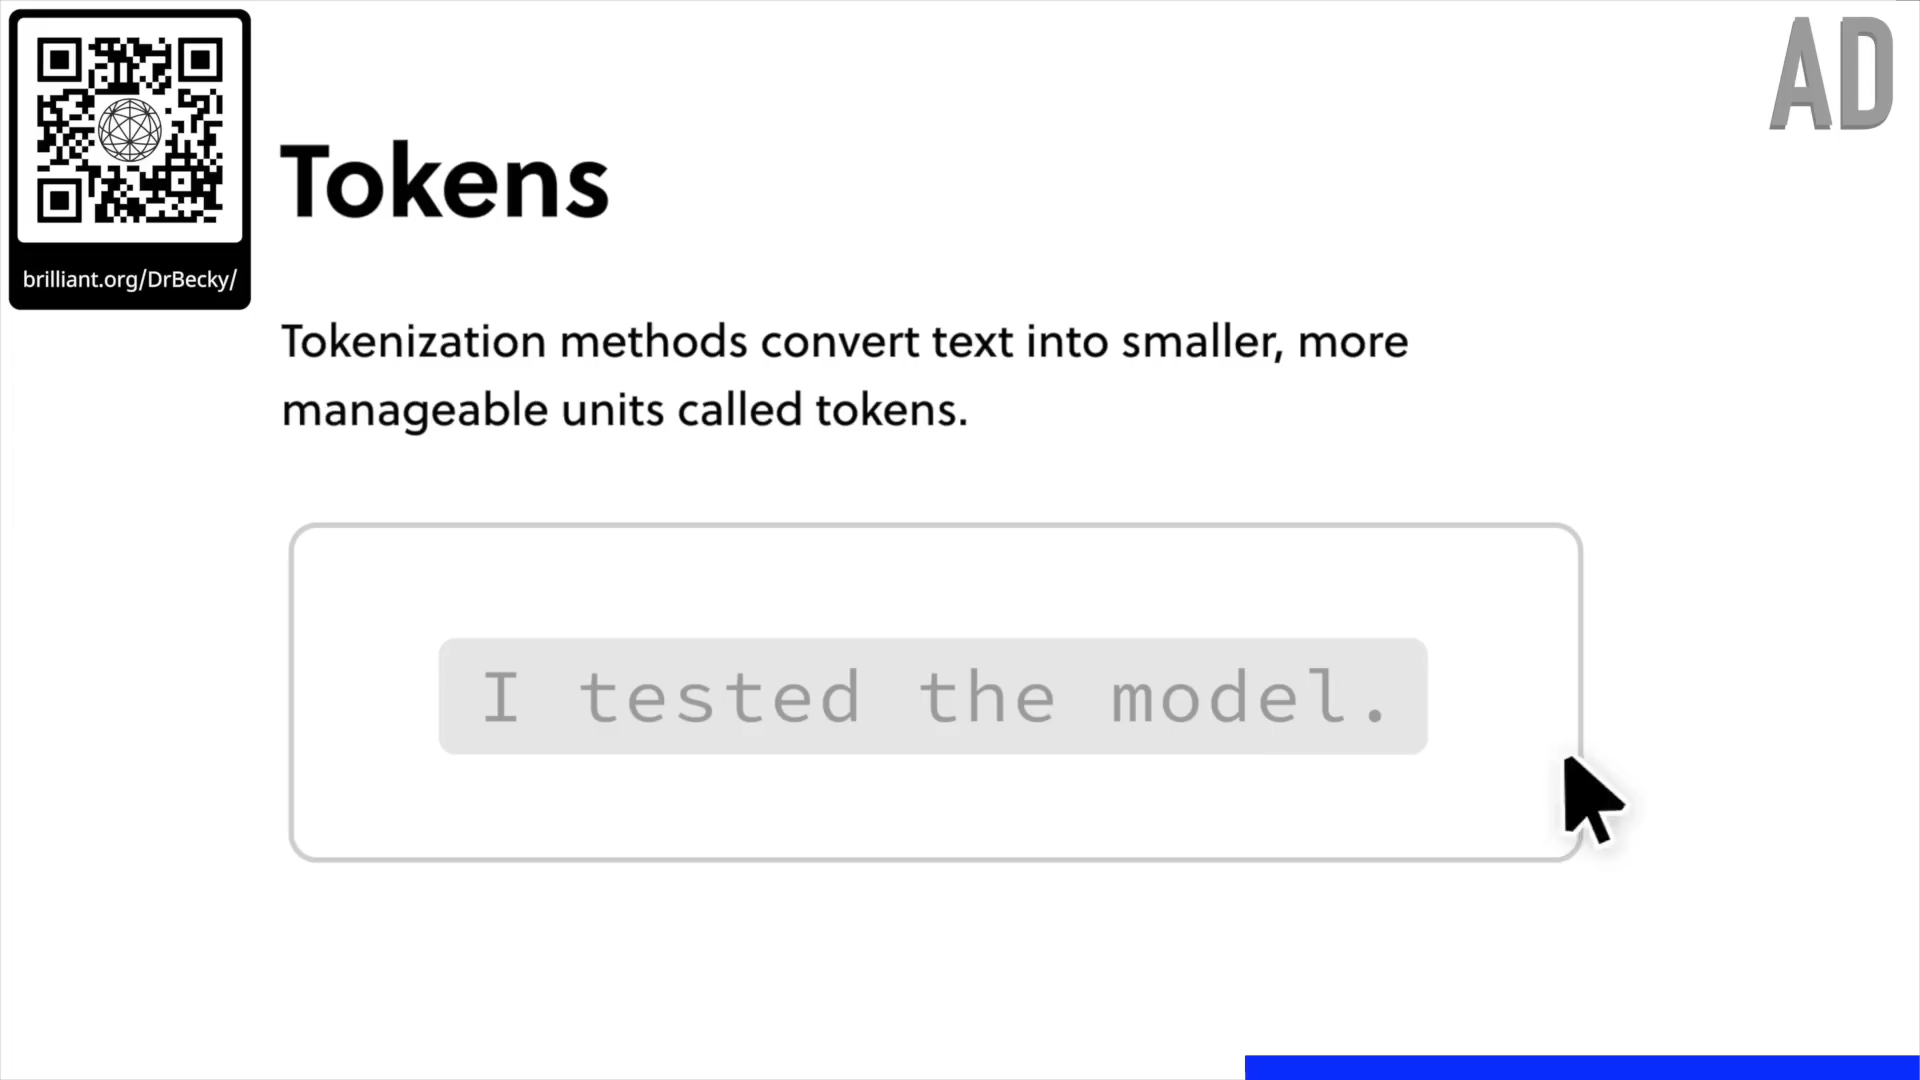 AD
brilliant.org/DrBecky/
Tokens
Tokenization methods convert text into smaller, more
manageable units called tokens.
I tested the model.